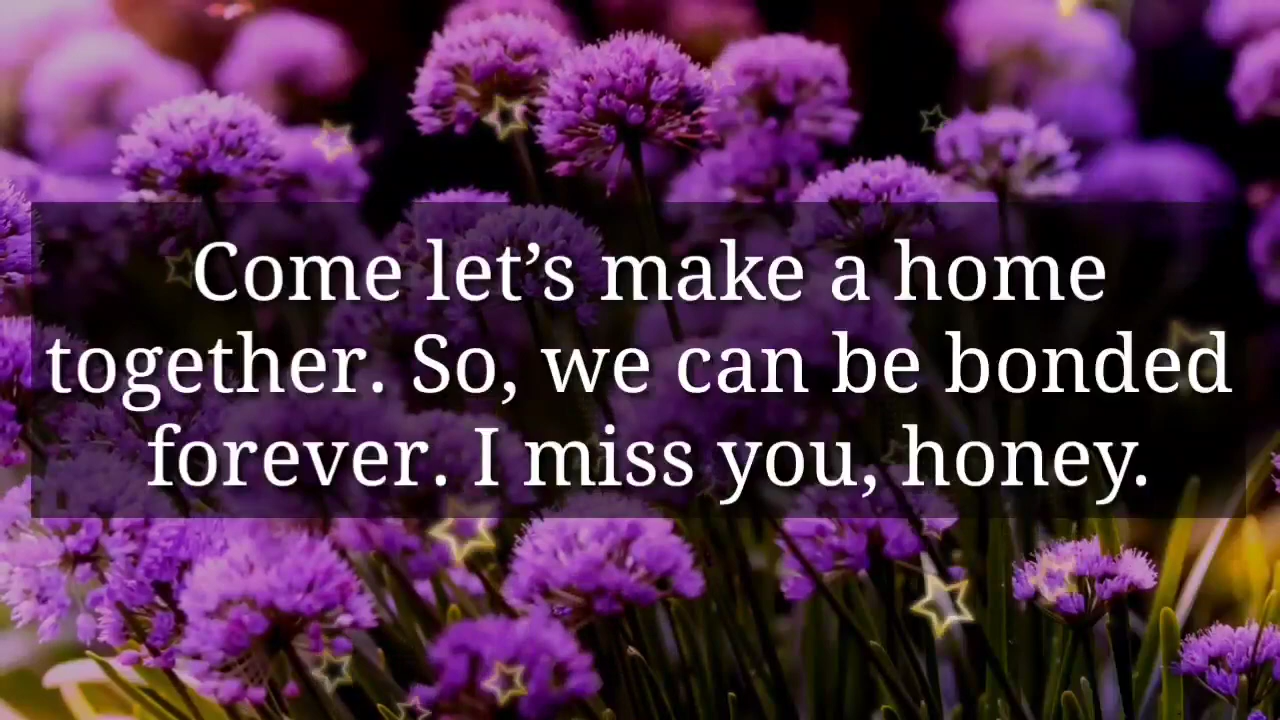 Come let’s make a home
together. So, we can be bonded
forever. I miss you, honey.